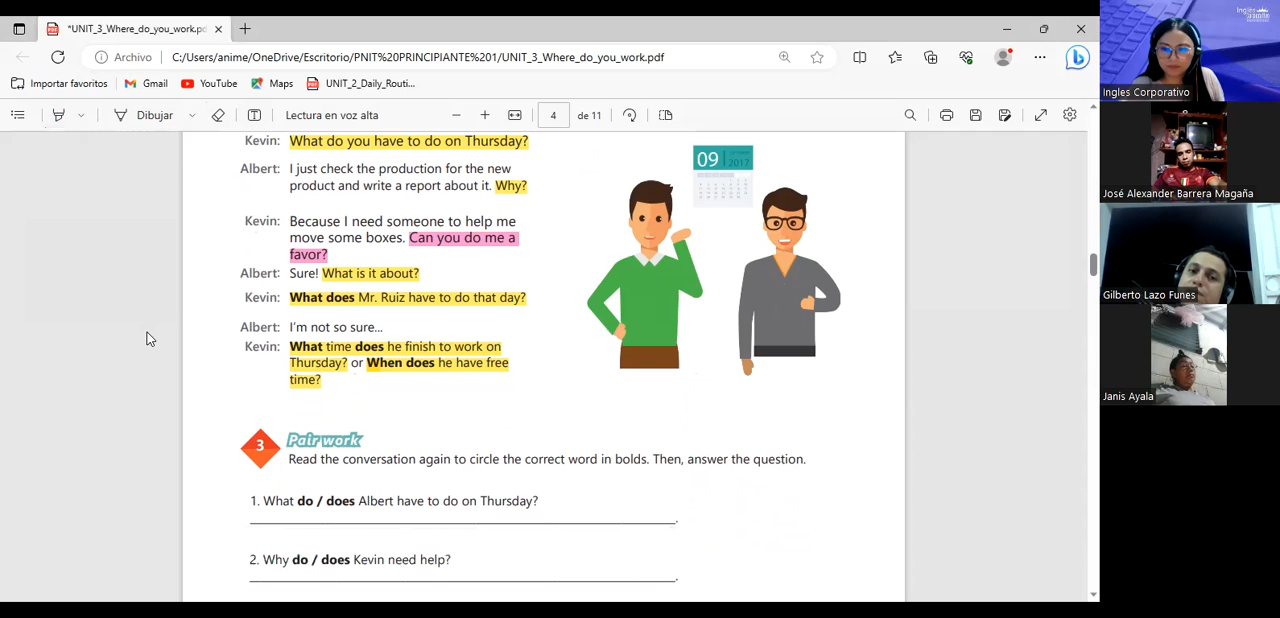 *UNIT_3_Where_do_you_work.pd
Archivo
C:/Users/anime/OneDrive/Escritorio/PNIT%20PRINCIPIANTE%201/UNIT_3_Where_do_you_work.pdf
Importar favoritos
Gmail
YouTube
Maps
UNIT_2_Daily_Routi...
Dibujar
Lectura en voz alta
4
de 11
Kevin: What do you have to do on Thursday?
Albert: I just check the production for the new
product and write a report about it. Why?
Kevin: Because I need someone to help me
move some boxes. Can you do me a
favor?
Albert: Sure! What is it about?
Kevin: What does Mr. Ruiz have to do that day?
Albert: I'm not so sure...
Kevin: What time does he finish to work on
Thursday? or When does he have free
time?
09
2017
3
Pair work
Read the conversation again to circle the correct word in bolds. Then, answer the question.
1. What do / does Albert have to do on Thursday?
2. Why do / does Kevin need help?
Ingles Corporativo
José Alexander Barrera Magaña
Gilberto Lazo Funes
Janis Ayala